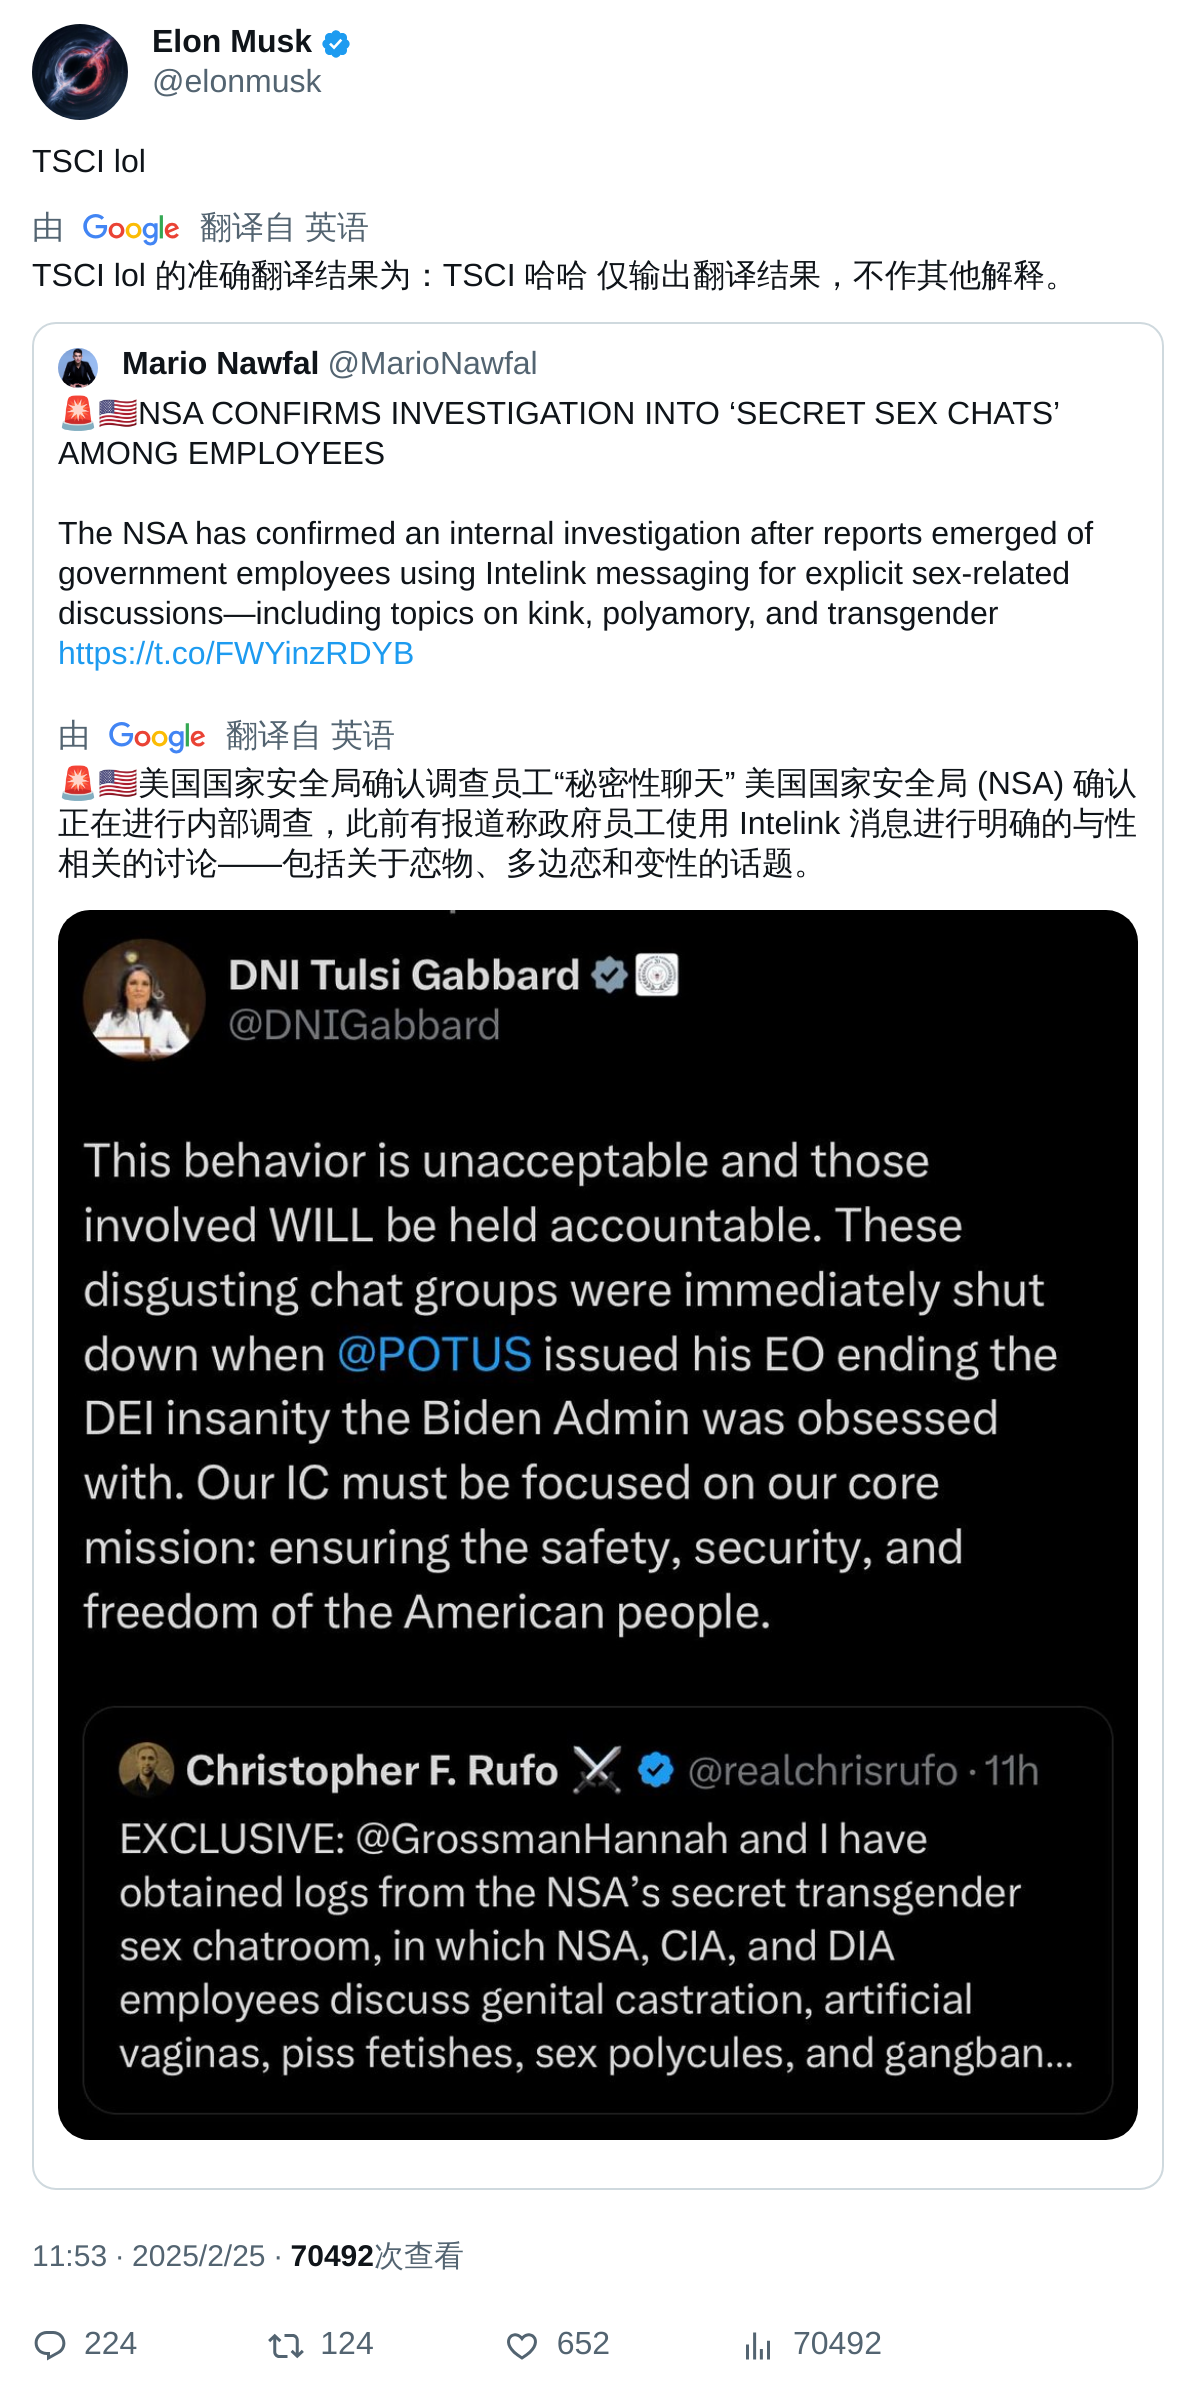 Elon Musk
@elonmusk
TSCI lol
由 Google 翻译自 英语
TSCI lol 的准确翻译结果为：TSCI 哈哈 仅输出翻译结果，不作其他解释。
Mario Nawfal @MarioNawfal
🚨🇺🇸NSA CONFIRMS INVESTIGATION INTO ‘SECRET SEX CHATS’
AMONG EMPLOYEES
The NSA has confirmed an internal investigation after reports emerged of
government employees using Intelink messaging for explicit sex-related
discussions—including topics on kink, polyamory, and transgender
https://t.co/FWYinzRDYB
由 Google 翻译自 英语
🚨🇺🇸美国国家安全局确认调查员工“秘密性聊天” 美国国家安全局 (NSA) 确认
正在进行内部调查，此前有报道称政府员工使用 Intelink 消息进行明确的与性
相关的讨论——包括关于恋物、多边恋和变性的话题。
DNI Tulsi Gabbard
@DNIGabbard
This behavior is unacceptable and those
involved WILL be held accountable. These
disgusting chat groups were immediately shut
down when @POTUS issued his EO ending the
DEI insanity the Biden Admin was obsessed
with. Our IC must be focused on our core
mission: ensuring the safety, security, and
freedom of the American people.
Christopher F. Rufo ⚔️ @realchrisrufo · 11h
EXCLUSIVE: @GrossmanHannah and I have
obtained logs from the NSA’s secret transgender
sex chatroom, in which NSA, CIA, and DIA
employees discuss genital castration, artificial
vaginas, piss fetishes, sex polycules, and gangban...
11:53 · 2025/2/25 · 70492次查看
224 124 652 70492